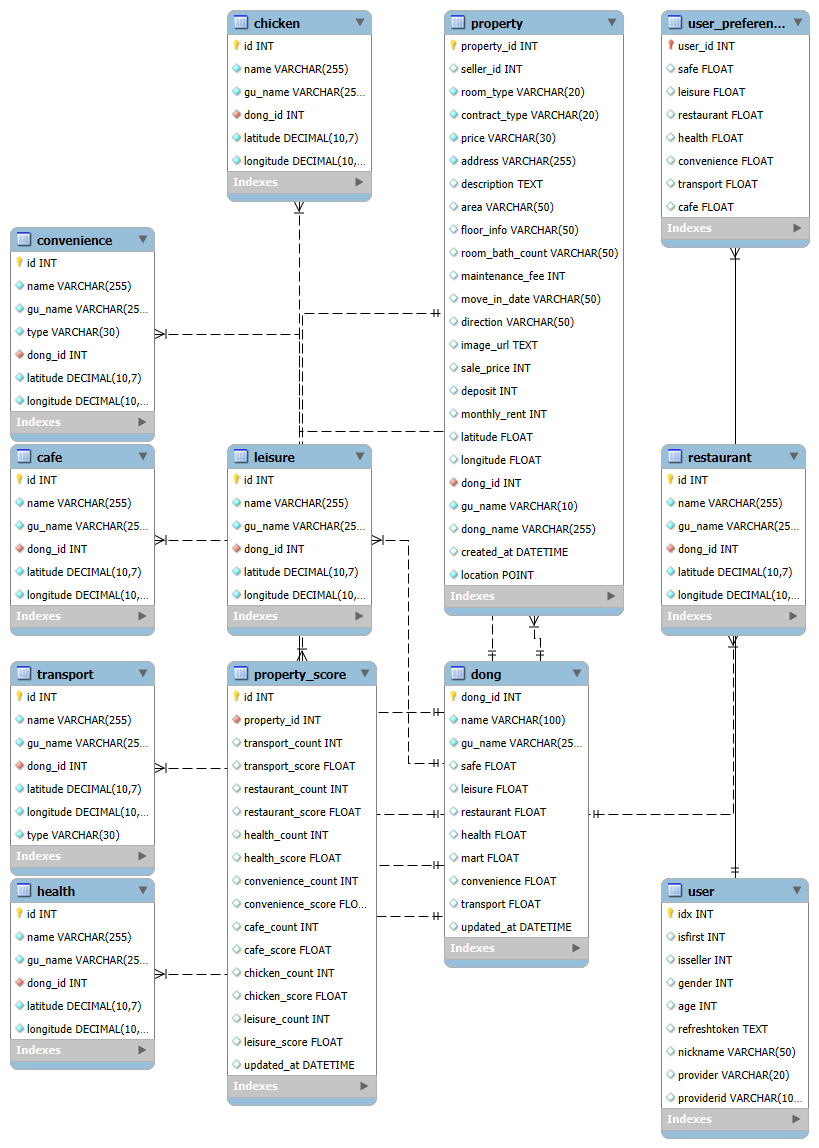 chicken
id INT
name VARCHAR(255)
gu_name VARCHAR(25...
dong_id INT
latitude DECIMAL(10,7)
longitude DECIMAL(10,...
Indexes
property
property_id INT
seller_id INT
room_type VARCHAR(20)
contract_type VARCHAR(20)
price VARCHAR(30)
address VARCHAR(255)
description TEXT
area VARCHAR(50)
floor_info VARCHAR(50)
room_bath_count VARCHAR(50)
maintenance_fee INT
move_in_date VARCHAR(50)
direction VARCHAR(50)
image_url TEXT
sale_price INT
deposit INT
monthly_rent INT
latitude FLOAT
longitude FLOAT
dong_id INT
gu_name VARCHAR(10)
dong_name VARCHAR(255)
created_at DATETIME
location POINT
Indexes
user_preferen...
user_id INT
safe FLOAT
leisure FLOAT
restaurant FLOAT
health FLOAT
convenience FLOAT
transport FLOAT
cafe FLOAT
Indexes
convenience
id INT
name VARCHAR(255)
gu_name VARCHAR(25...
type VARCHAR(30)
dong_id INT
latitude DECIMAL(10,7)
longitude DECIMAL(10,...
Indexes
cafe
id INT
name VARCHAR(255)
gu_name VARCHAR(25...
dong_id INT
latitude DECIMAL(10,7)
longitude DECIMAL(10,...
Indexes
leisure
id INT
name VARCHAR(255)
gu_name VARCHAR(25...
dong_id INT
latitude DECIMAL(10,7)
longitude DECIMAL(10,...
Indexes
restaurant
id INT
name VARCHAR(255)
gu_name VARCHAR(25...
dong_id INT
latitude DECIMAL(10,7)
longitude DECIMAL(10,...
Indexes
transport
id INT
name VARCHAR(255)
gu_name VARCHAR(25...
dong_id INT
latitude DECIMAL(10,7)
longitude DECIMAL(10,...
type VARCHAR(30)
Indexes
property_score
id INT
property_id INT
transport_count INT
transport_score FLOAT
restaurant_count INT
restaurant_score FLOAT
health_count INT
health_score FLOAT
convenience_count INT
convenience_score FLO...
cafe_count INT
cafe_score FLOAT
chicken_count INT
chicken_score FLOAT
leisure_count INT
leisure_score FLOAT
updated_at DATETIME
Indexes
dong
dong_id INT
name VARCHAR(100)
gu_name VARCHAR(25...
safe FLOAT
leisure FLOAT
restaurant FLOAT
health FLOAT
mart FLOAT
convenience FLOAT
transport FLOAT
updated_at DATETIME
Indexes
health
id INT
name VARCHAR(255)
gu_name VARCHAR(25...
dong_id INT
latitude DECIMAL(10,7)
longitude DECIMAL(10,...
Indexes
user
idx INT
isfirst INT
isseller INT
gender INT
age INT
refreshtoken TEXT
nickname VARCHAR(50)
provider VARCHAR(20)
providerid VARCHAR(10...
Indexes